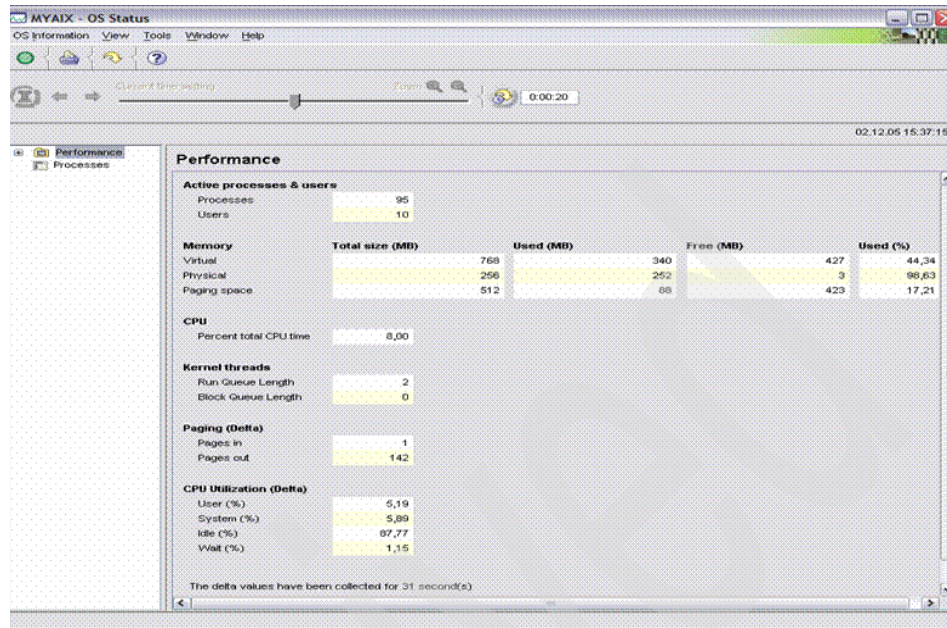 MYAIX - OS Status
OS Information View Tools Window Help
Current timer setting Zoom
0:00:20
02.12.05 15:37:15
Performance
Processes
Performance
Active processes & users
Processes 95
Users 10
Memory Total size (MB) Used (MB) Free (MB) Used (%)
Virtual 768 340 427 44,34
Physical 256 252 3 98,63
Paging space 512 88 423 17,21
CPU
Percent total CPU time 8,00
Kernel threads
Run Queue Length 2
Block Queue Length 0
Paging (Delta)
Pages in 1
Pages out 142
CPU Utilization (Delta)
User (%) 5,19
System (%) 5,89
Idle (%) 87,77
Wait (%) 1,15
The delta values have been collected for 31 second(s)